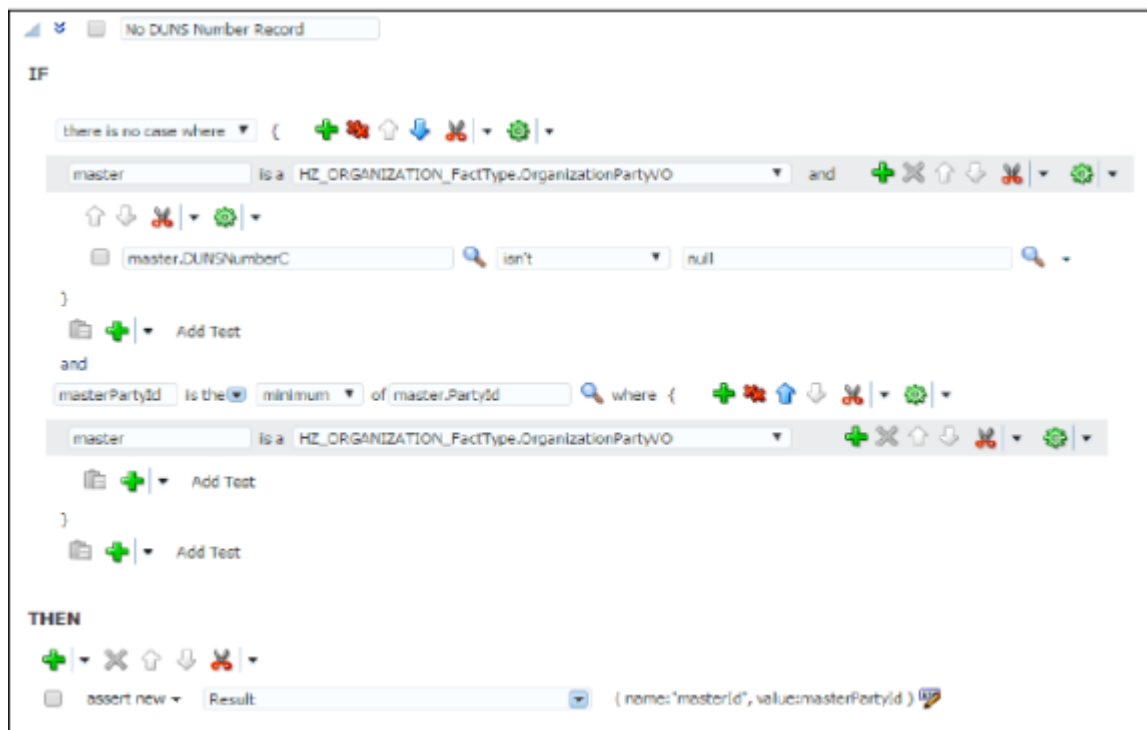 No DUNS Number Record
IF
there is no case where {
master is a HZ_ORGANIZATION_FactType.OrganizationPartyVO and
master.DUNSNumberC isn't null
}
Add Test
and
masterPartyId is the minimum of master.PartyId where {
master is a HZ_ORGANIZATION_FactType.OrganizationPartyVO
Add Test
}
Add Test
THEN
assert new Result ( name:"masterId", value:masterPartyId )